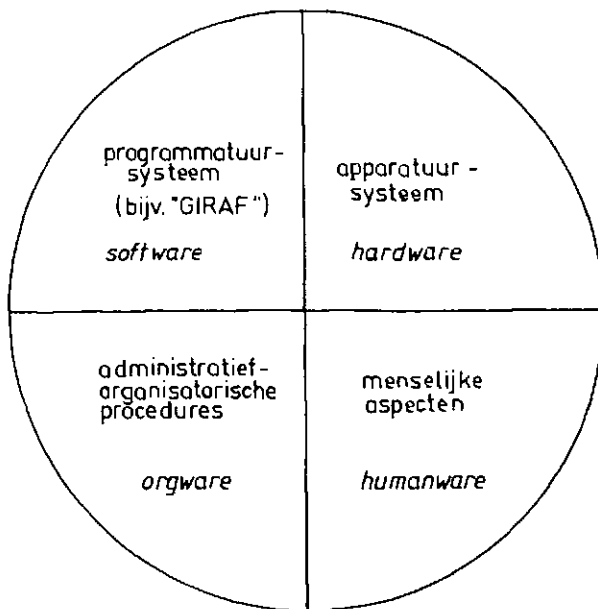 programmatuur-
systeem
(bijv. "GIRAF")
software
apparatuur-
systeem
hardware
administratief-
organisatorische
procedures
orgware
menselijke
aspecten
humanware